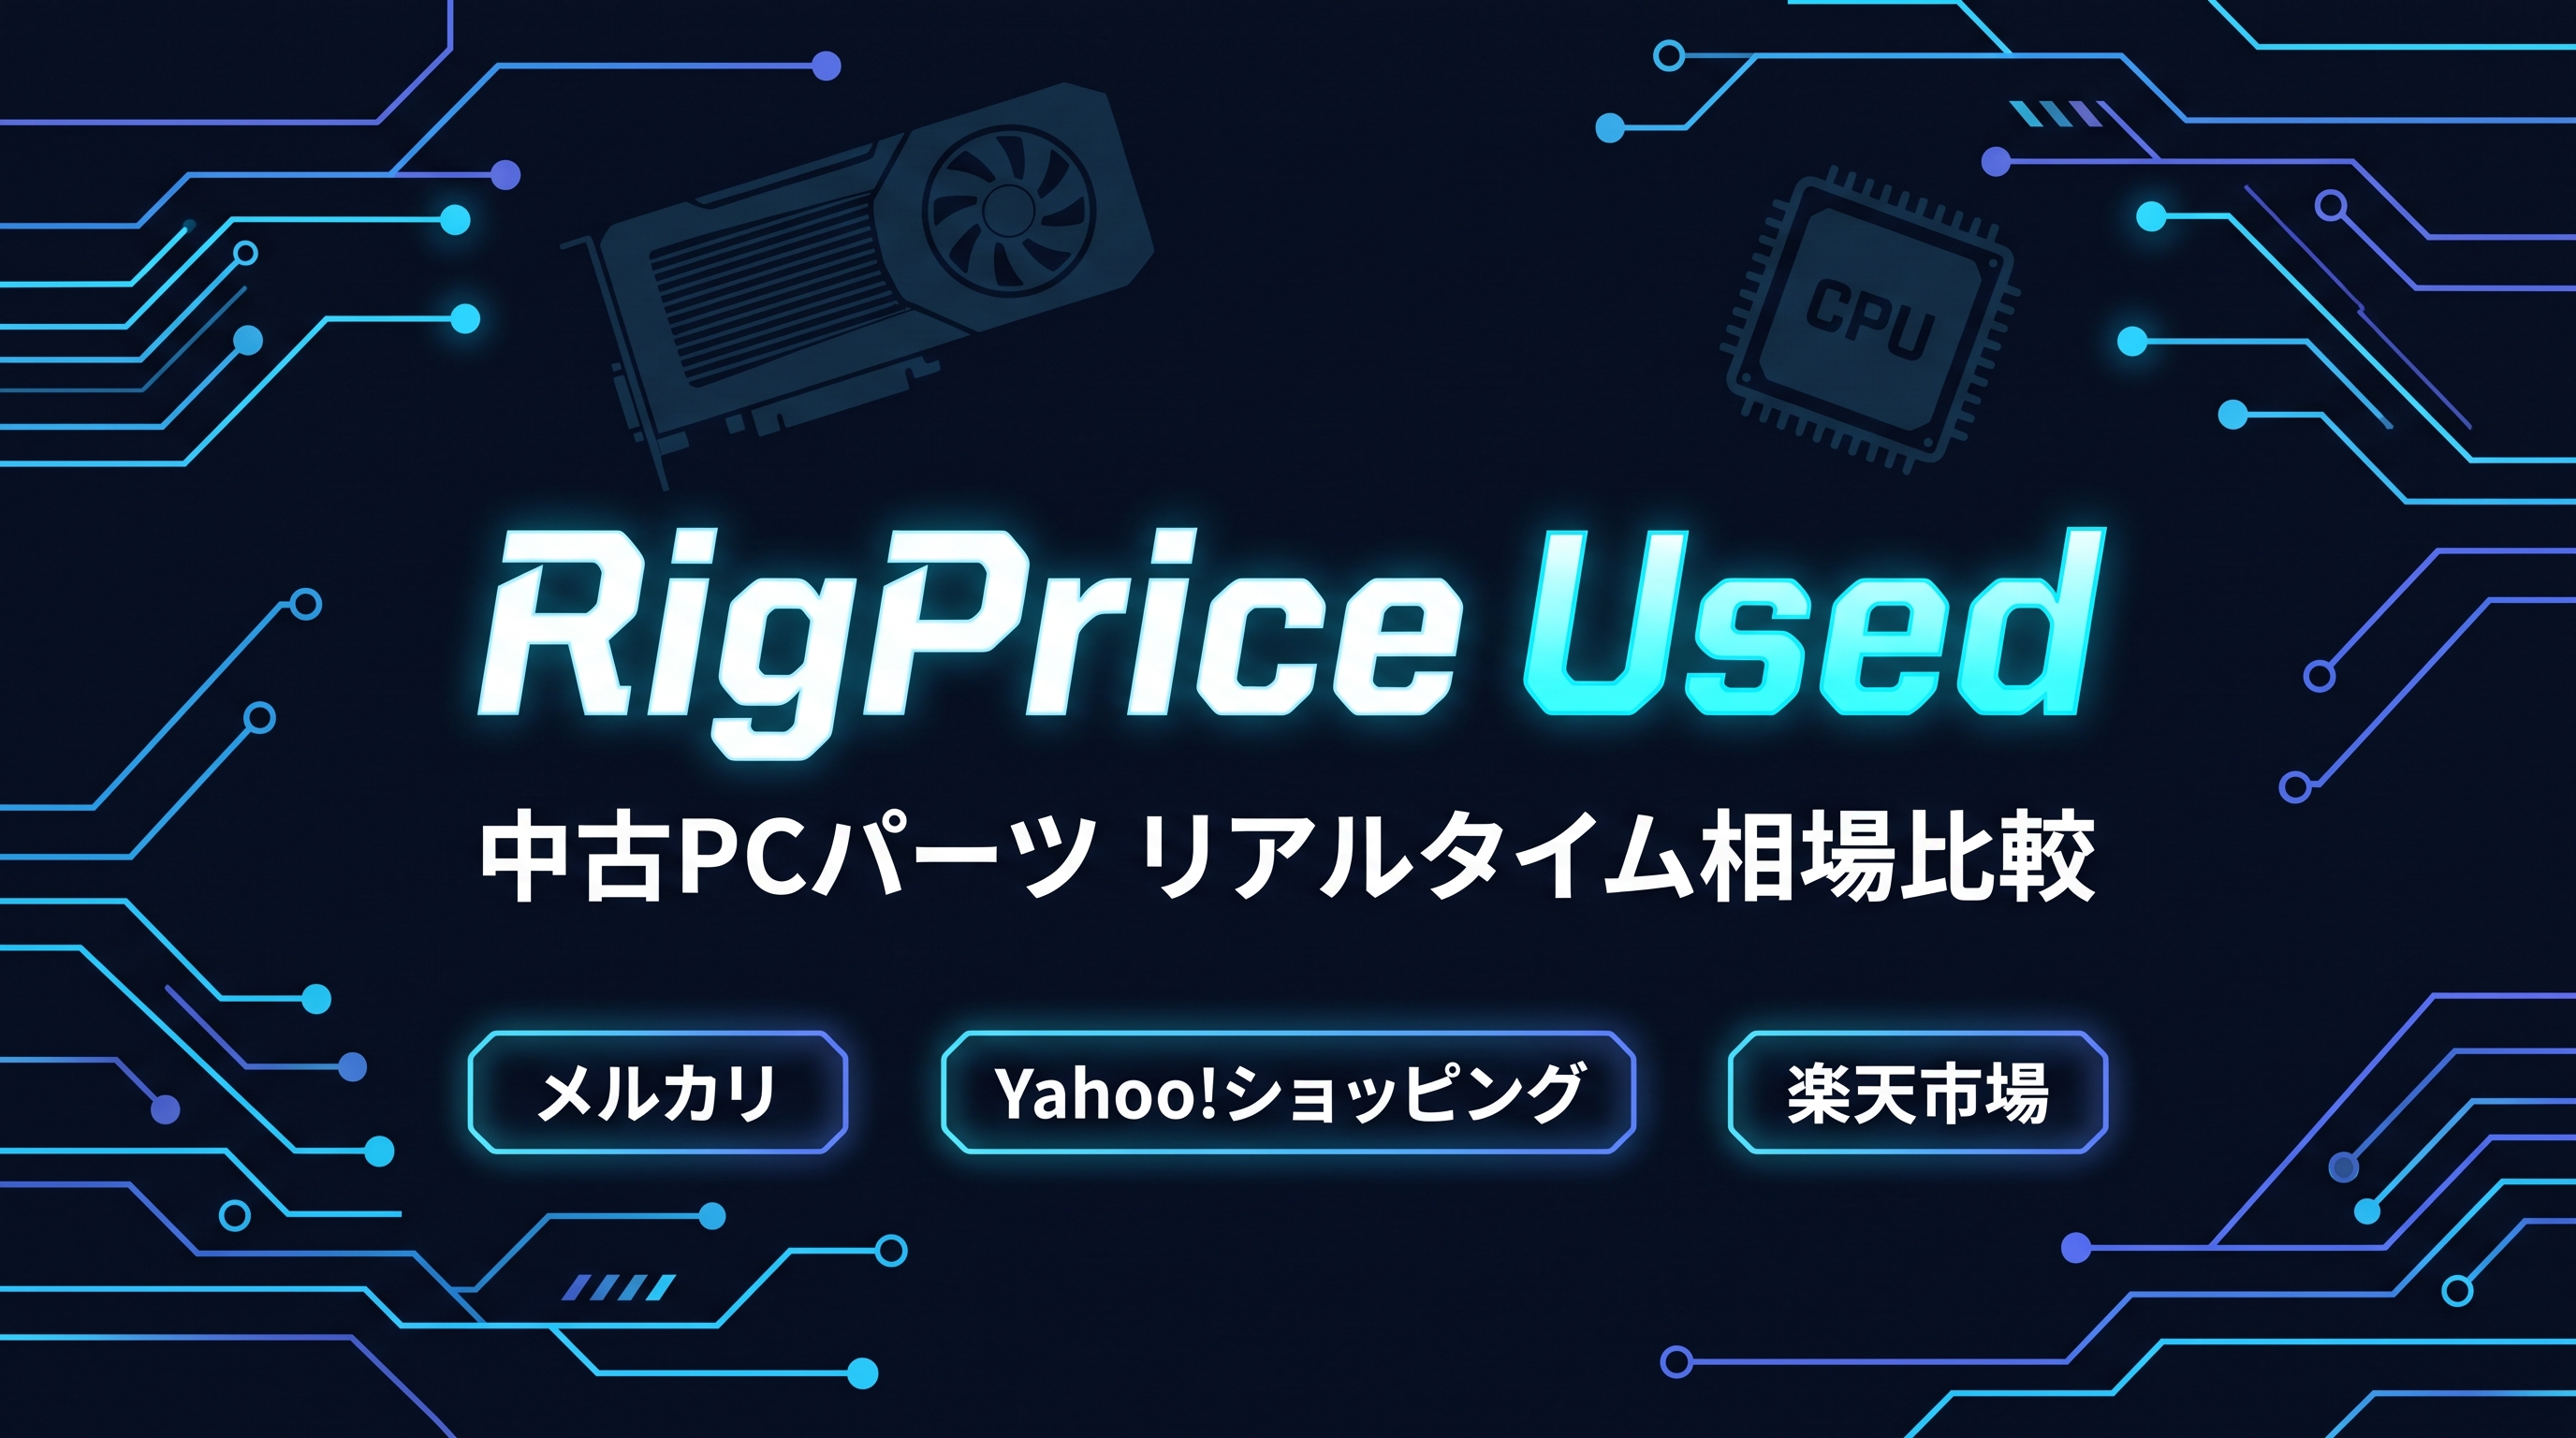 CPU
RigPrice Used
中古PCパーツ リアルタイム相場比較
メルカリ
Yahoo!ショッピング
楽天市場